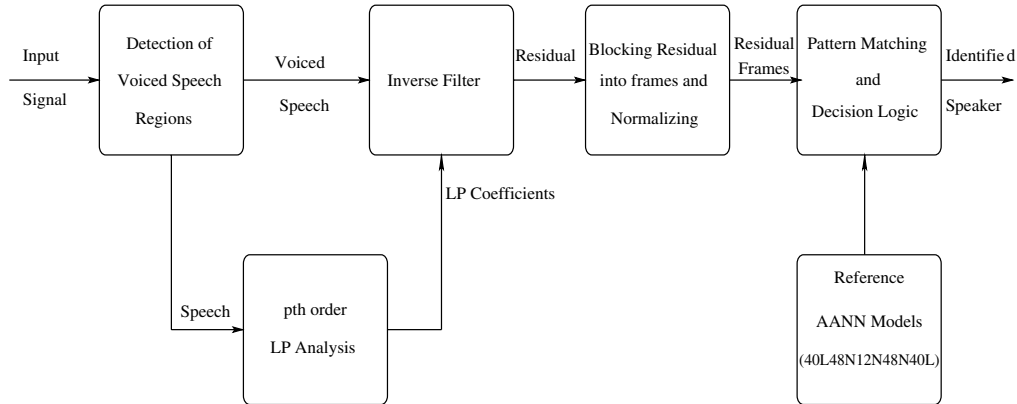 Input
Signal
Detection of
Voiced Speech
Regions
Voiced
Speech
Inverse Filter
Residual
Blocking Residual
into frames and
Normalizing
Residual
Frames
Pattern Matching
and
Decision Logic
Identified
Speaker
LP Coefficients
Speech
pth order
LP Analysis
Reference
AANN Models
(40L48N12N48N40L)